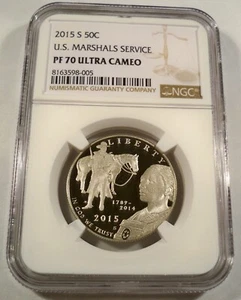 2015 S 50C
U.S. MARSHALS SERVICE
PF 70 ULTRA CAMEO
8163598-005
NUMISMATIC GUARANTY COMPANY
NGC
LIBERTY
1789-
2014
2015
S
IN GOD WE TRUST